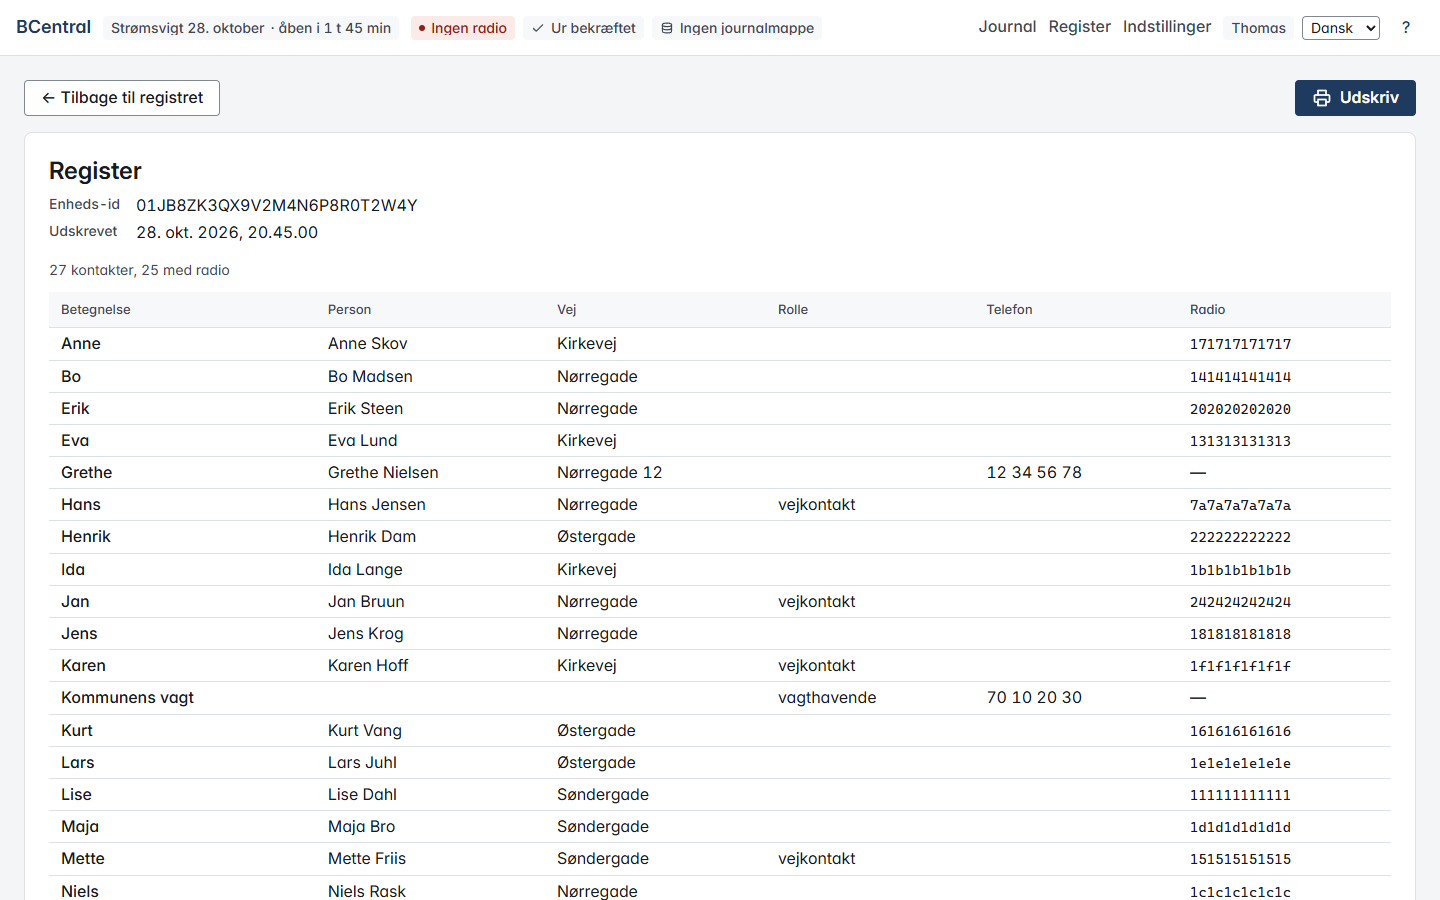 BCentral Strømsvigt 28. oktober · åben i 1 t 45 min Ingen radio Ur bekræftet Ingen journalmappe Journal Register Indstillinger Thomas Dansk ?
← Tilbage til registret Udskriv
Register
Enheds-id 01JB8ZK3QX9V2M4N6P8R0T2W4Y
Udskrevet 28. okt. 2026, 20.45.00
27 kontakter, 25 med radio
Betegnelse Person Vej Rolle Telefon Radio
Anne Anne Skov Kirkevej 171717171717
Bo Bo Madsen Nørregade 141414141414
Erik Erik Steen Nørregade 202020202020
Eva Eva Lund Kirkevej 131313131313
Grethe Grethe Nielsen Nørregade 12 12 34 56 78 —
Hans Hans Jensen Nørregade vejkontakt 7a7a7a7a7a7a
Henrik Henrik Dam Østergade 222222222222
Ida Ida Lange Kirkevej 1b1b1b1b1b1b
Jan Jan Bruun Nørregade vejkontakt 242424242424
Jens Jens Krog Nørregade 181818181818
Karen Karen Hoff Kirkevej vejkontakt 1f1f1f1f1f1f
Kommunens vagt vagthavende 70 10 20 30 —
Kurt Kurt Vang Østergade 161616161616
Lars Lars Juhl Østergade 1e1e1e1e1e1e
Lise Lise Dahl Søndergade 111111111111
Maja Maja Bro Søndergade 1d1d1d1d1d1d
Mette Mette Friis Søndergade vejkontakt 151515151515
Niels Niels Rask Nørregade 1c1c1c1c1c1c